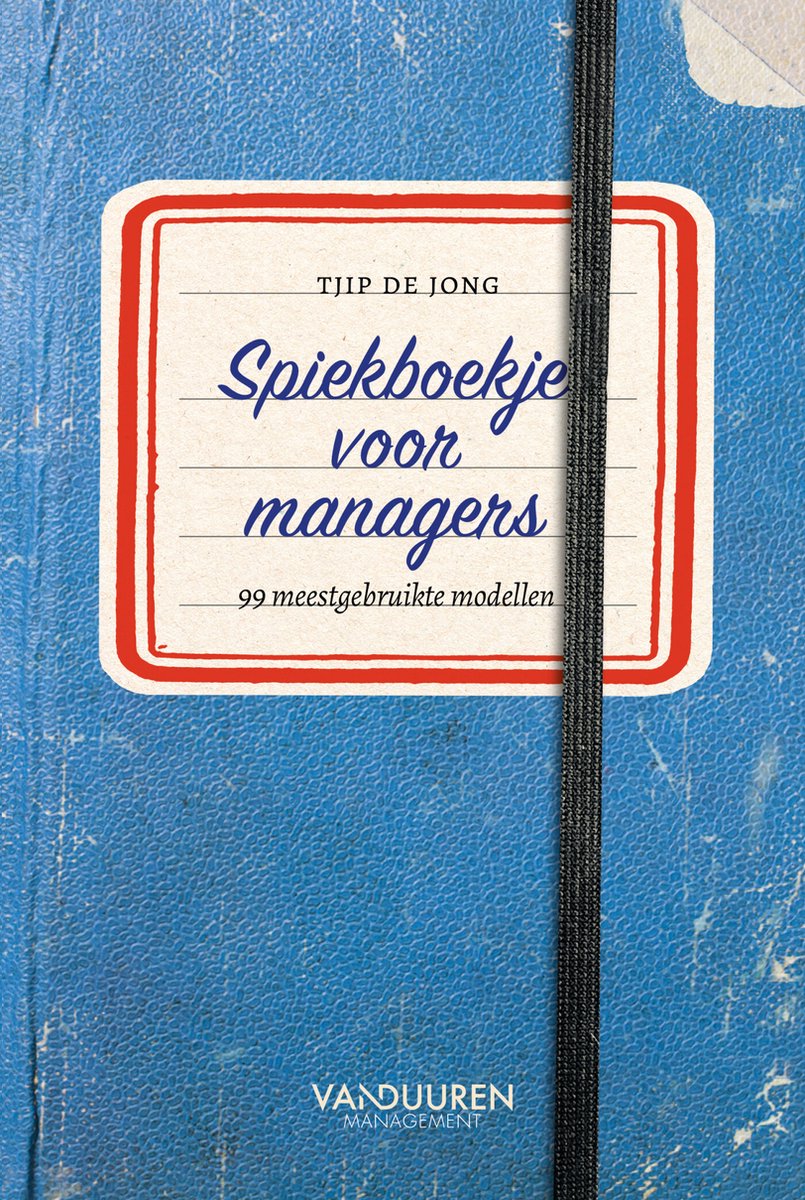 TJIP DE JONG
Spiekboekje
voor
managers
99 meestgebruikte modellen
VANDUUREN
MANAGEMENT